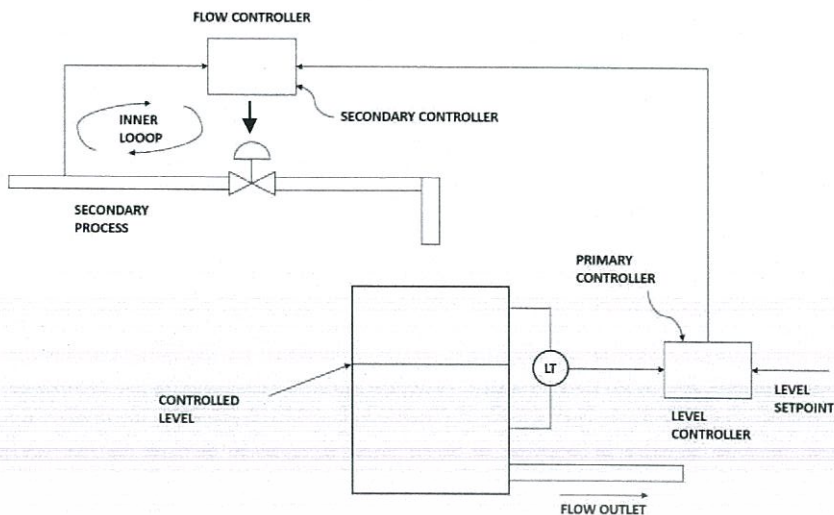 FLOW CONTROLLER
SECONDARY CONTROLLER
INNER
LOOOP
SECONDARY
PROCESS
PRIMARY
CONTROLLER
LT
CONTROLLED
LEVEL
LEVEL
SETPOINT
LEVEL
CONTROLLER
FLOW OUTLET